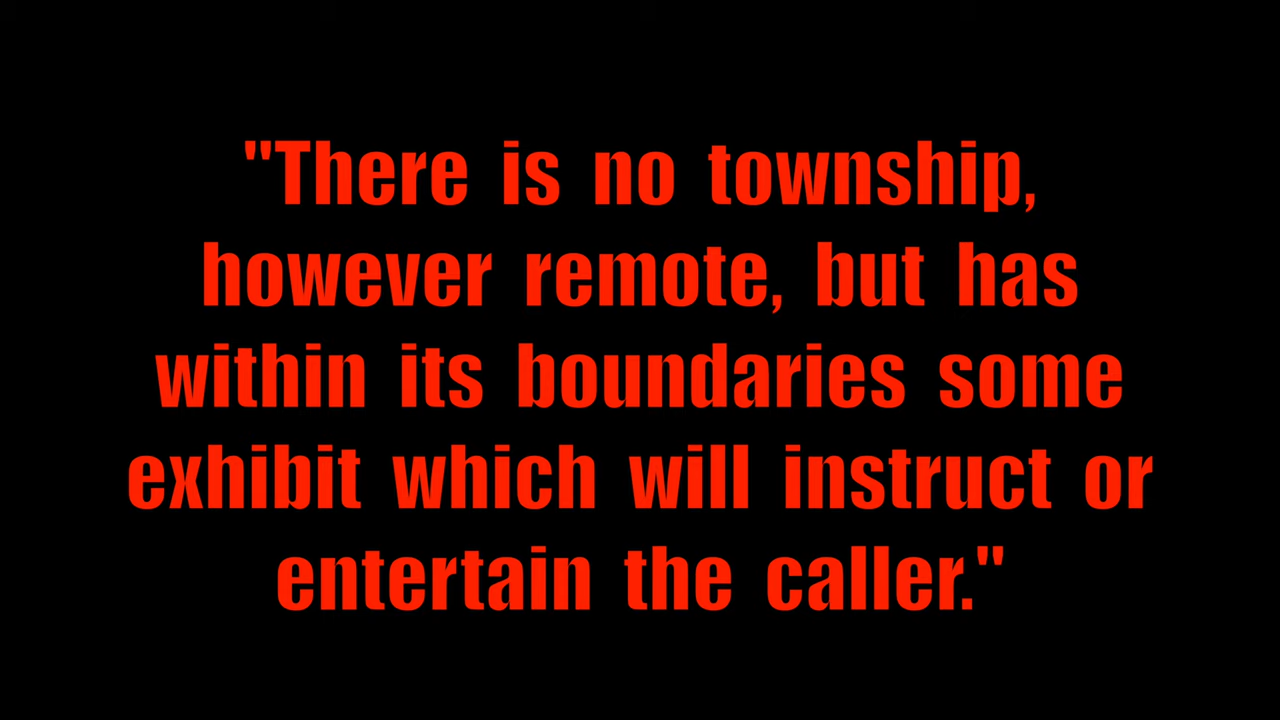 "There is no township,
however remote, but has
within its boundaries some
exhibit which will instruct or
entertain the caller."